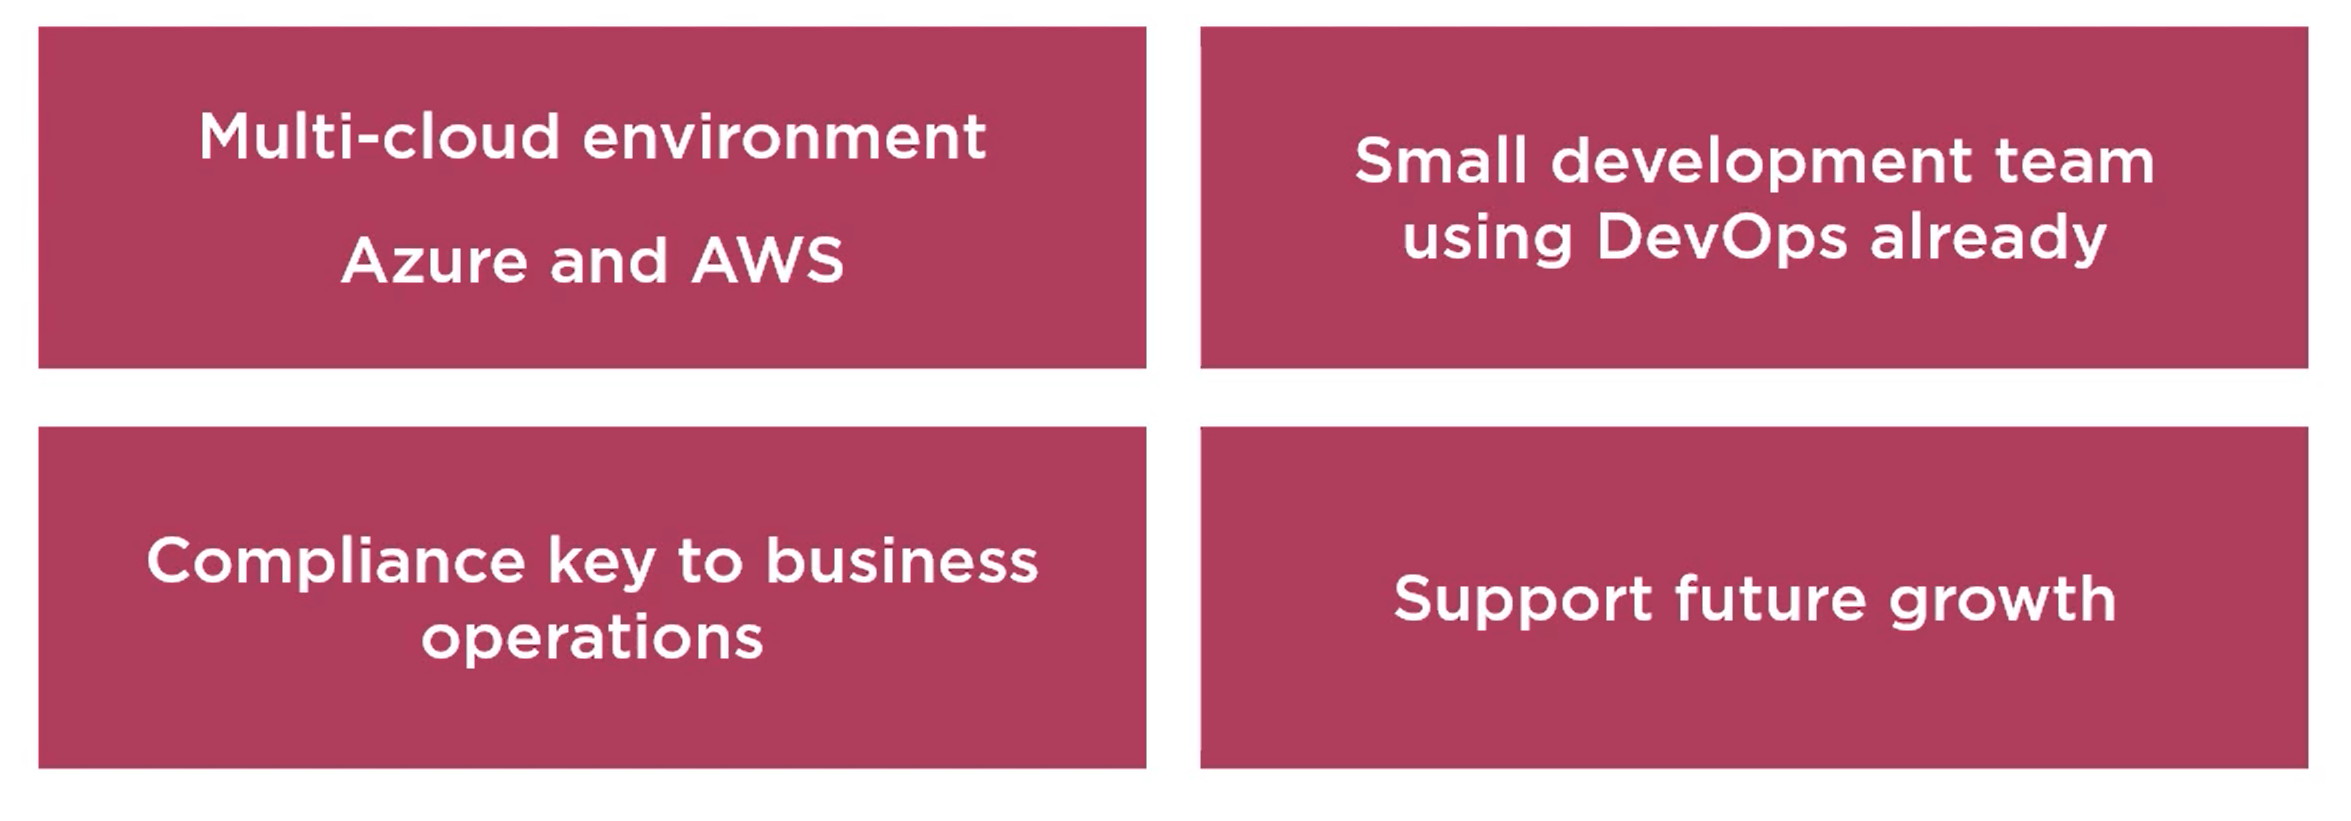 Multi-cloud environment
Azure and AWS
Small development team
using DevOps already
Compliance key to business
operations
Support future growth